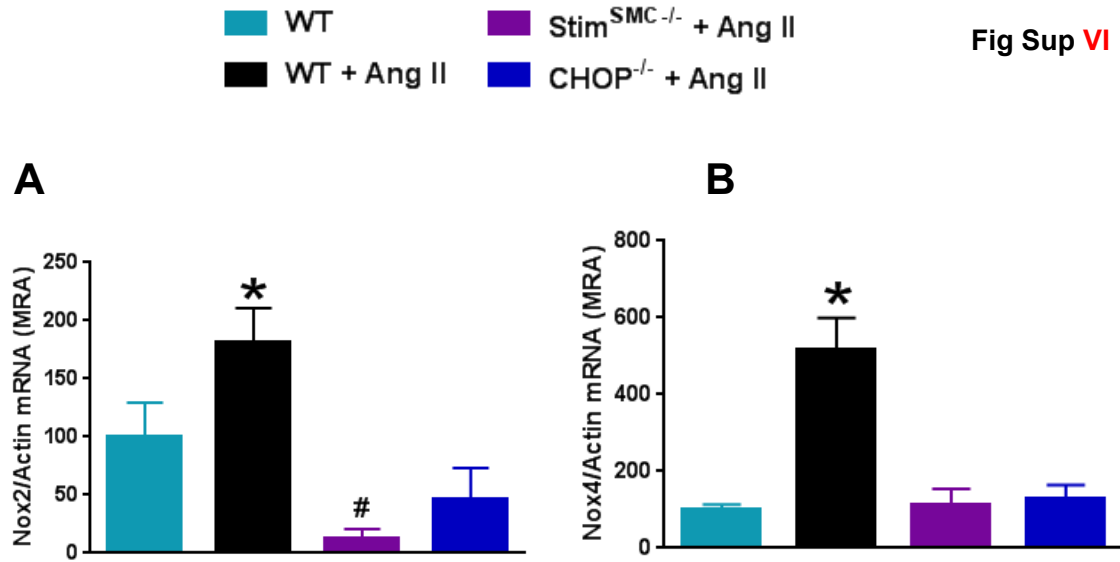 WT
Stim^SMC-/- + Ang II
WT + Ang II
CHOP^-/- + Ang II
Fig Sup VI
A
B
Nox2/Actin mRNA (MRA)
250
200
150
100
50
0
*
#
Nox4/Actin mRNA (MRA)
800
600
400
200
0
*